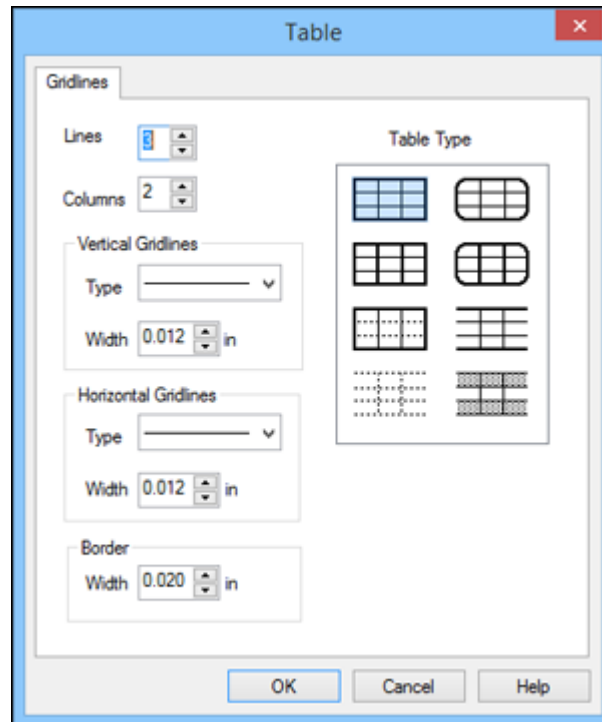 Table
Gridlines
Lines 3
Columns 2
Vertical Gridlines
Type
Width 0.012 in
Horizontal Gridlines
Type
Width 0.012 in
Border
Width 0.020 in
Table Type
OK Cancel Help